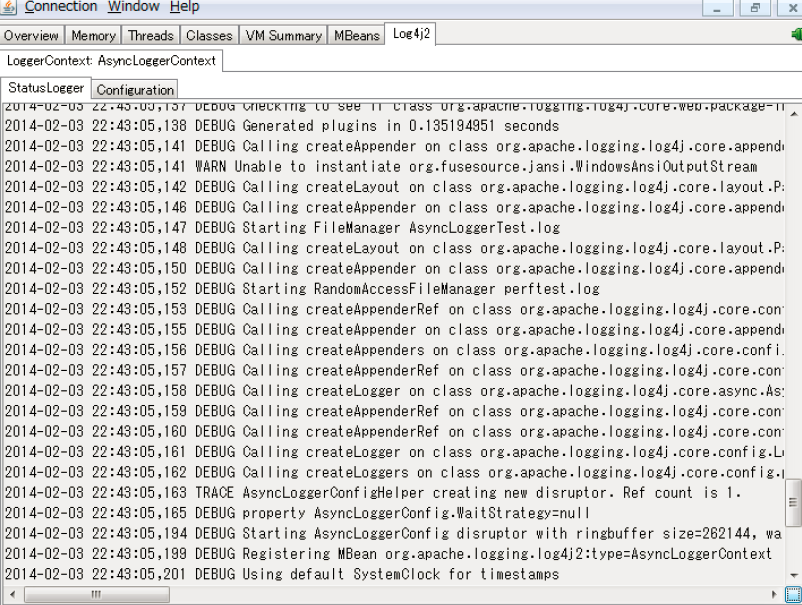 Connection Window Help
Overview Memory Threads Classes VM Summary MBeans Log4j2
LoggerContext: AsyncLoggerContext
StatusLogger Configuration
2014-02-03 22:43:05,137 DEBUG Checking to see if class org.apache.logging.log4j.core.web.package-i
2014-02-03 22:43:05,138 DEBUG Generated plugins in 0.135194951 seconds
2014-02-03 22:43:05,141 DEBUG Calling createAppender on class org.apache.logging.log4j.core.append
2014-02-03 22:43:05,141 WARN Unable to instantiate org.fusesource.jansi.WindowsAnsiOutputStream
2014-02-03 22:43:05,142 DEBUG Calling createLayout on class org.apache.logging.log4j.core.layout.P
2014-02-03 22:43:05,146 DEBUG Calling createAppender on class org.apache.logging.log4j.core.append
2014-02-03 22:43:05,147 DEBUG Starting FileManager AsyncLoggerTest.log
2014-02-03 22:43:05,148 DEBUG Calling createLayout on class org.apache.logging.log4j.core.layout.P
2014-02-03 22:43:05,150 DEBUG Calling createAppender on class org.apache.logging.log4j.core.append
2014-02-03 22:43:05,152 DEBUG Starting RandomAccessFileManager perftest.log
2014-02-03 22:43:05,153 DEBUG Calling createAppenderRef on class org.apache.logging.log4j.core.con
2014-02-03 22:43:05,155 DEBUG Calling createAppender on class org.apache.logging.log4j.core.append
2014-02-03 22:43:05,156 DEBUG Calling createAppenders on class org.apache.logging.log4j.core.confi
2014-02-03 22:43:05,157 DEBUG Calling createAppenderRef on class org.apache.logging.log4j.core.con
2014-02-03 22:43:05,158 DEBUG Calling createLogger on class org.apache.logging.log4j.core.async.As
2014-02-03 22:43:05,159 DEBUG Calling createAppenderRef on class org.apache.logging.log4j.core.con
2014-02-03 22:43:05,160 DEBUG Calling createAppenderRef on class org.apache.logging.log4j.core.con
2014-02-03 22:43:05,161 DEBUG Calling createLogger on class org.apache.logging.log4j.core.config.L
2014-02-03 22:43:05,162 DEBUG Calling createLoggers on class org.apache.logging.log4j.core.config.
2014-02-03 22:43:05,163 TRACE AsyncLoggerConfigHelper creating new disruptor. Ref count is 1.
2014-02-03 22:43:05,165 DEBUG property AsyncLoggerConfig.WaitStrategy=null
2014-02-03 22:43:05,194 DEBUG Starting AsyncLoggerConfig disruptor with ringbuffer size=262144, wa
2014-02-03 22:43:05,199 DEBUG Registering MBean org.apache.logging.log4j2:type=AsyncLoggerContext
2014-02-03 22:43:05,201 DEBUG Using default SystemClock for timestamps